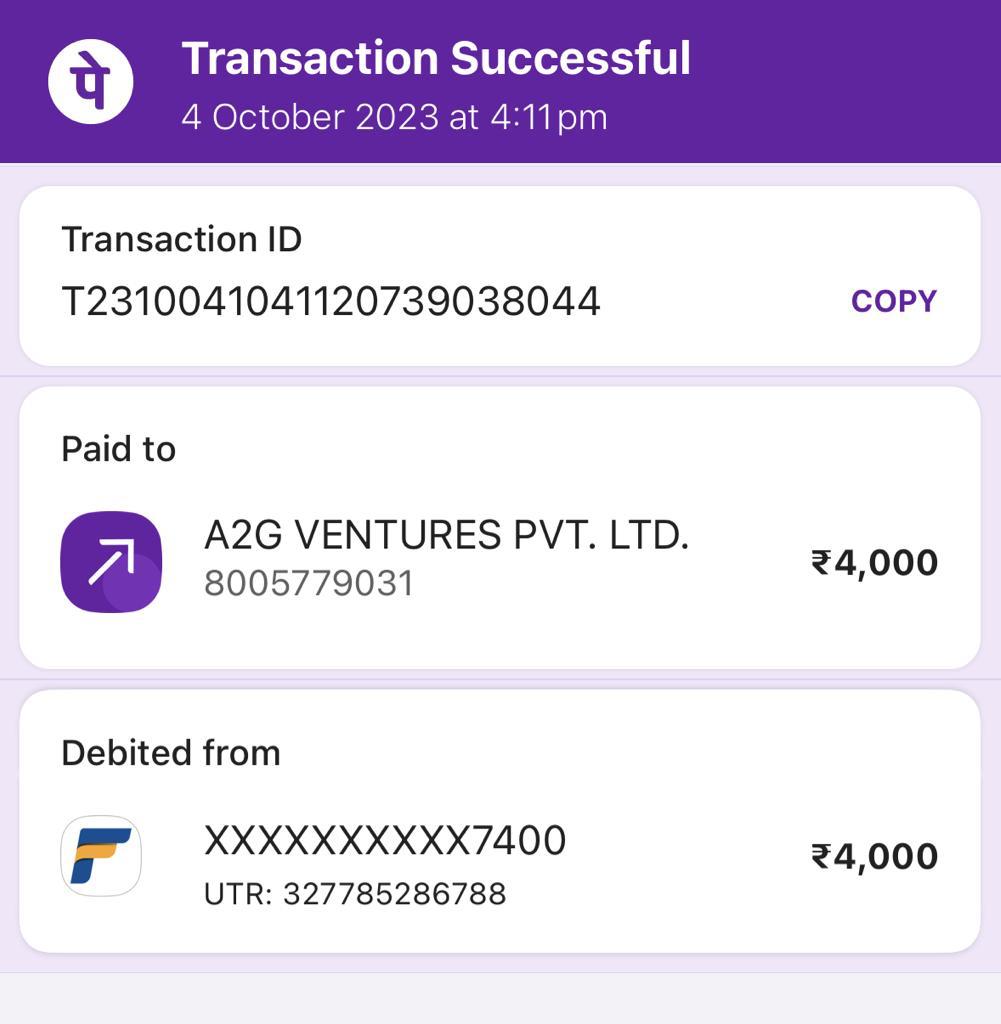 पे
Transaction Successful
4 October 2023 at 4:11pm
Transaction ID
T2310041041120739038044
COPY
Paid to
A2G VENTURES PVT. LTD.
8005779031
₹4,000
Debited from
XXXXXXXXXX7400
UTR: 327785286788
₹4,000